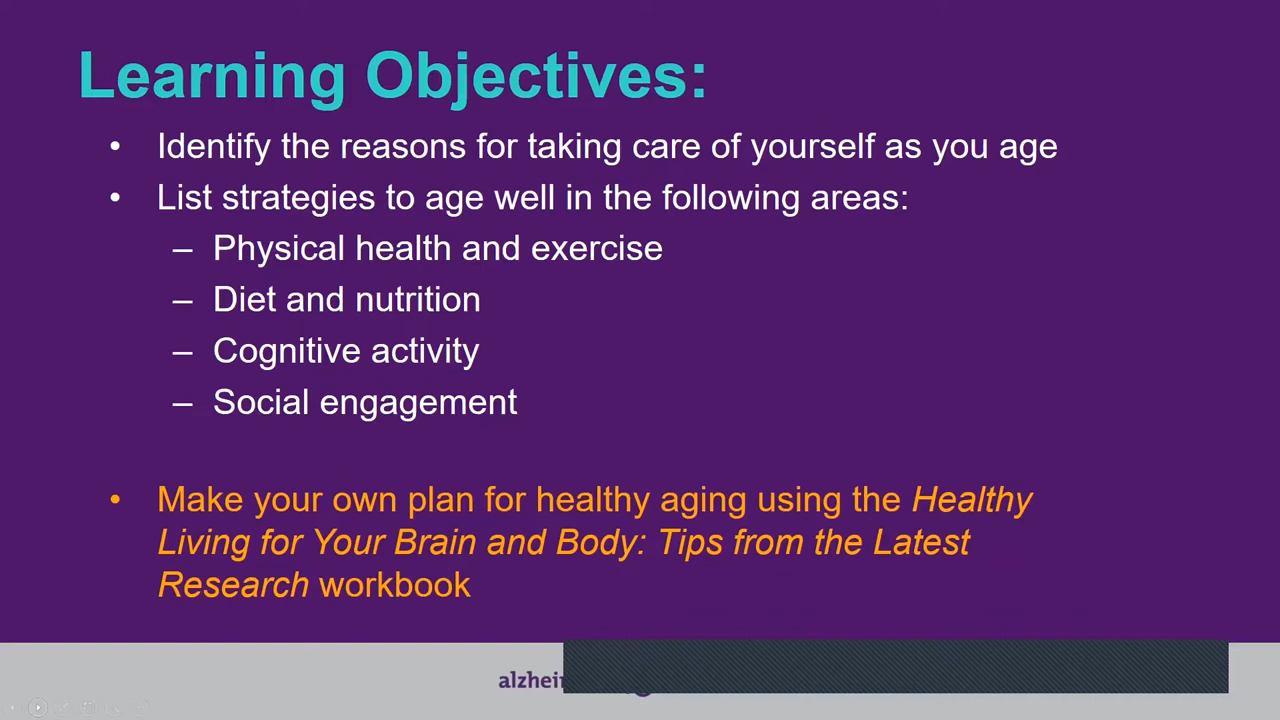 Learning Objectives:
• Identify the reasons for taking care of yourself as you age
• List strategies to age well in the following areas:
– Physical health and exercise
– Diet and nutrition
– Cognitive activity
– Social engagement
• Make your own plan for healthy aging using the Healthy
Living for Your Brain and Body: Tips from the Latest
Research workbook